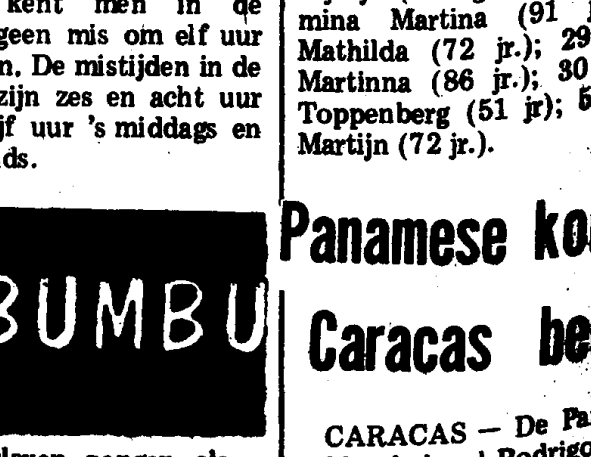 kent men in de
geen mis om elf uur
n. De mistijden in de
zijn zes en acht uur
jf uur 's middags en
ds.
BUMBU
mina Martina (91
Mathilda (72 jr.); 29
Martinna (86 jr.); 30
Toppenberg (51 jr);
Martijn (72 jr.).
Panamese ko
Caracas be
CARACAS — De Pa
Rodrigo